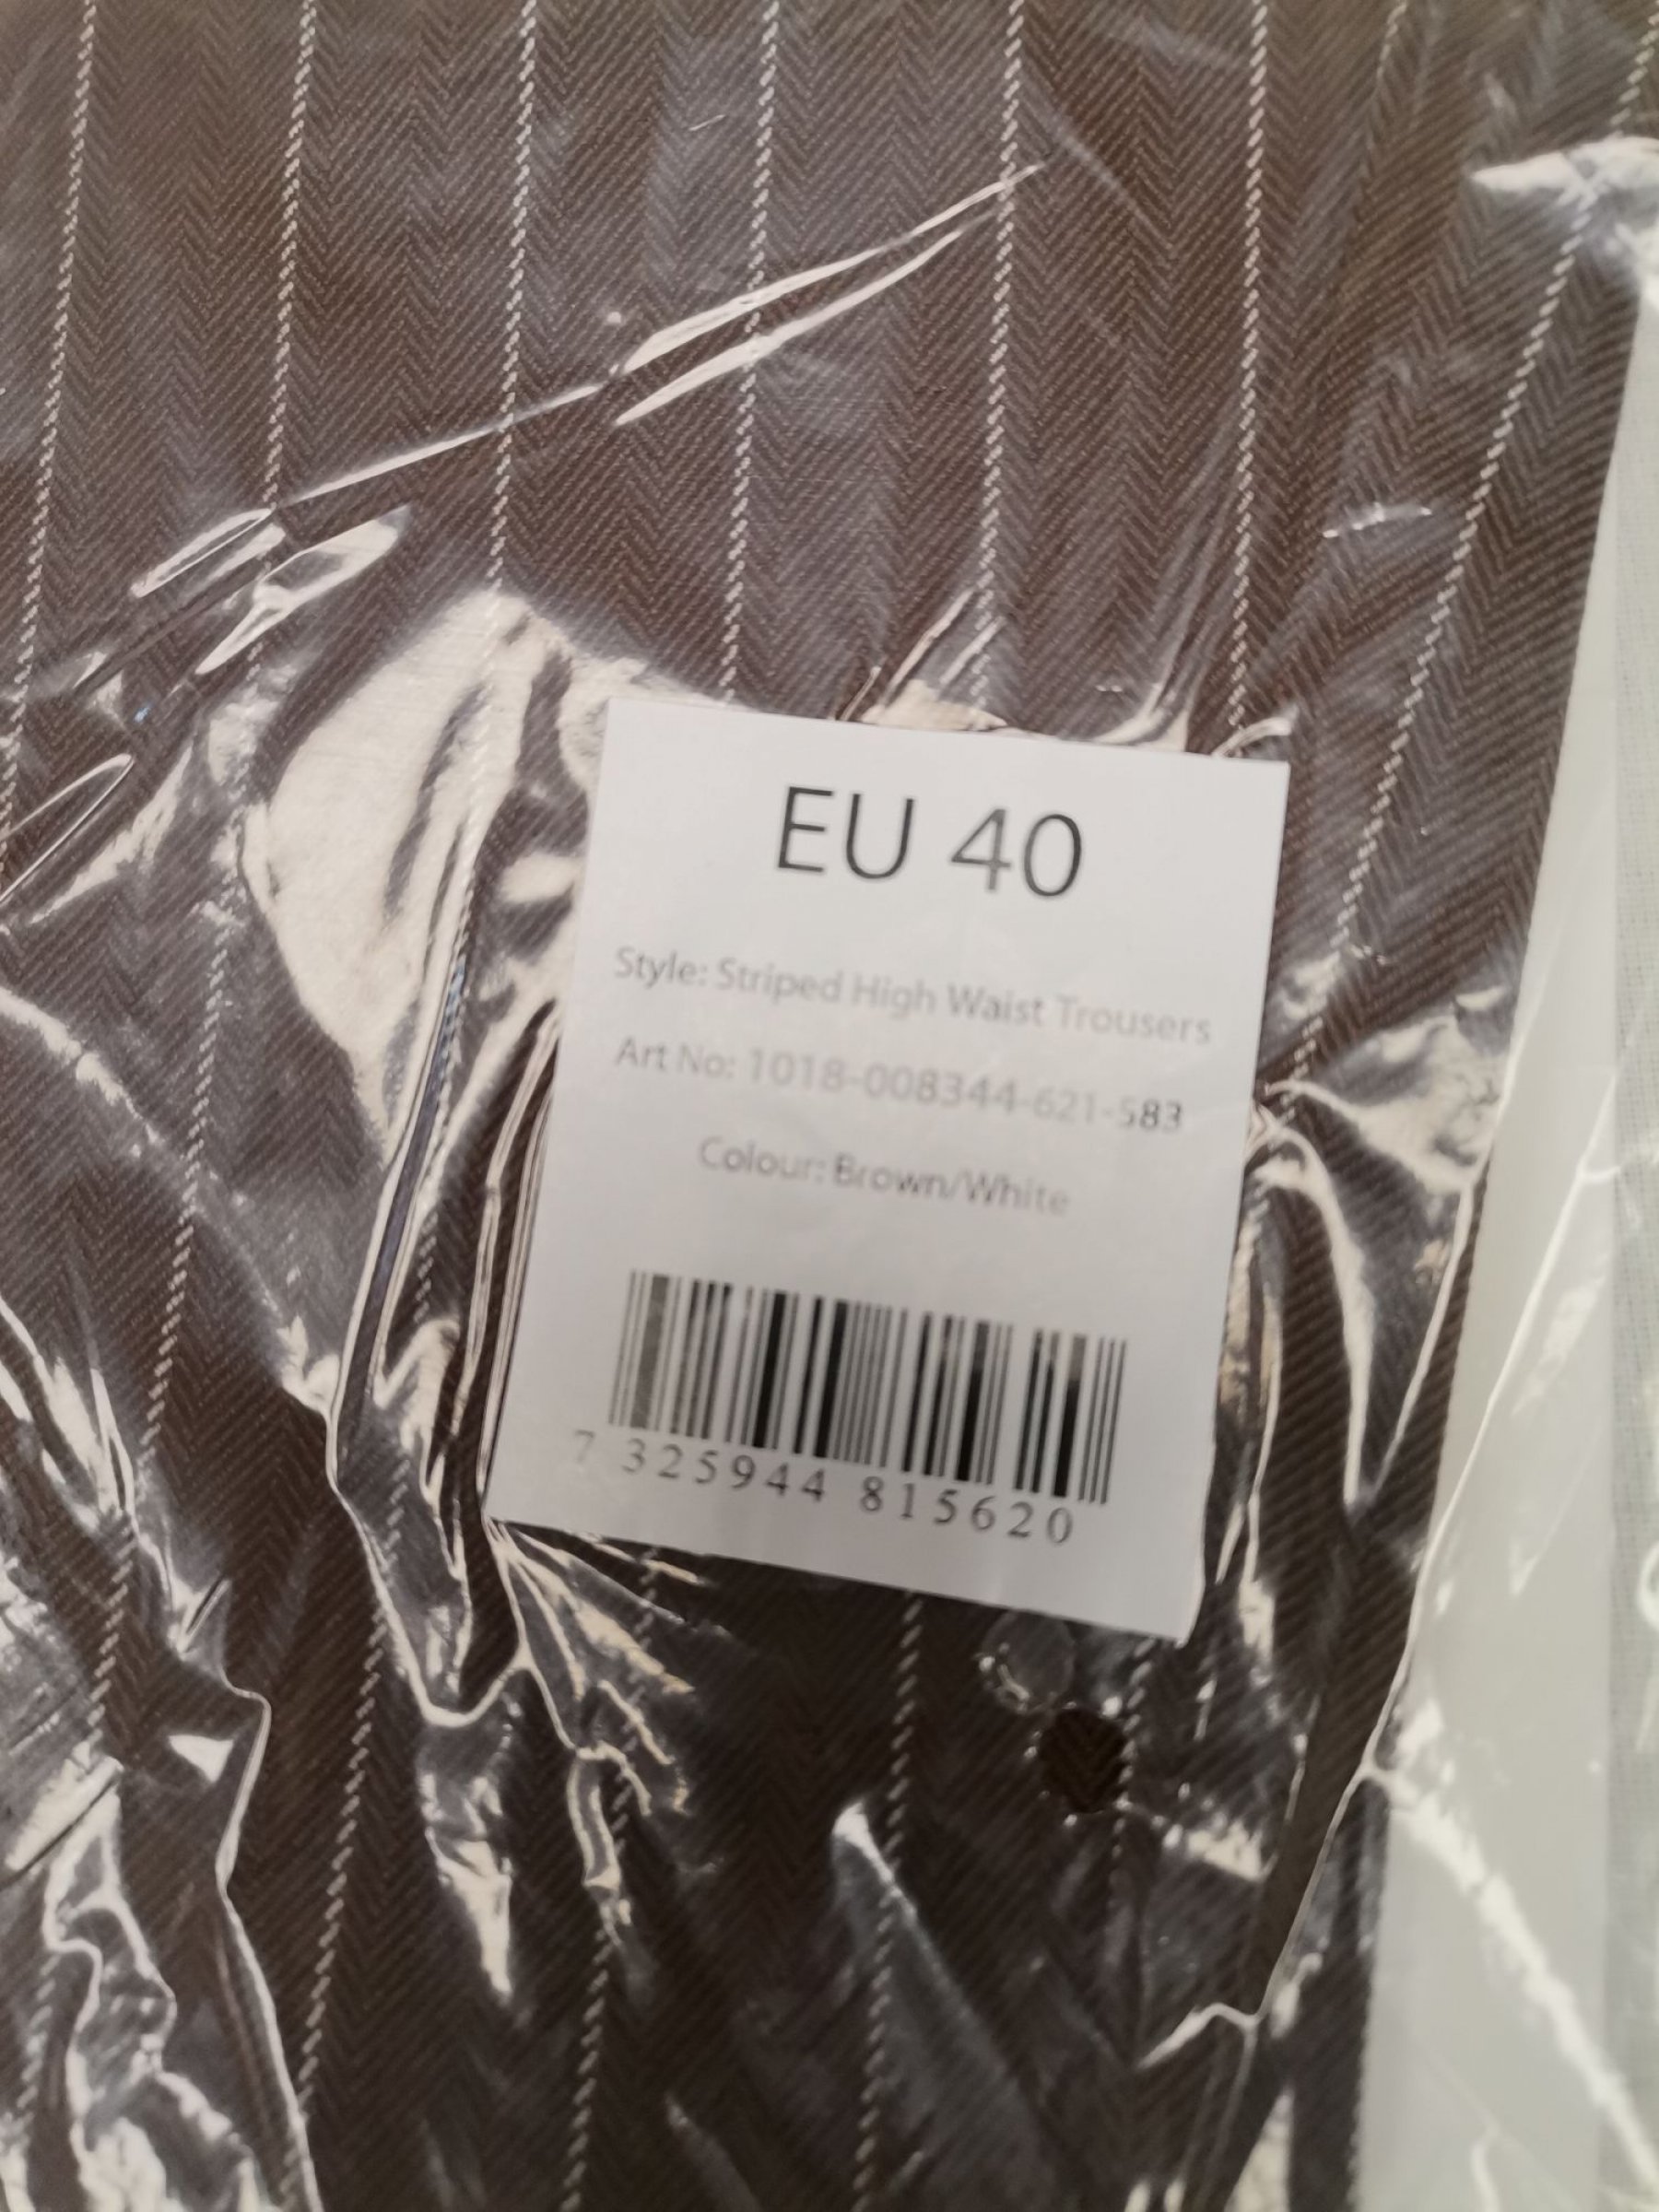 EU 40
Style: Striped High Waist Trousers
Art No: 1018-008344-621-583
Colour: Brown/White
7 325944 815620